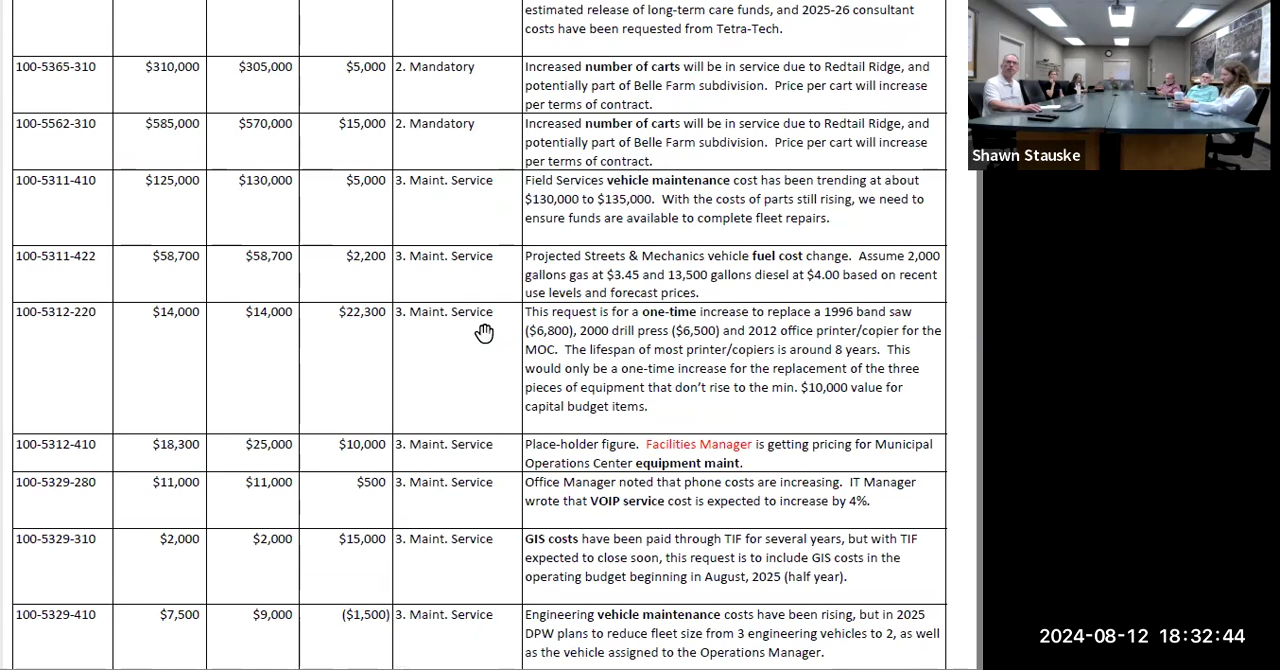 estimated release of long-term care funds, and 2025-26 consultant
costs have been requested from Tetra-Tech.
100-5365-310 $310,000 $305,000 $5,000 2. Mandatory Increased number of carts will be in service due to Redtail Ridge, and
potentially part of Belle Farm subdivision. Price per cart will increase
per terms of contract.
100-5562-310 $585,000 $570,000 $15,000 2. Mandatory Increased number of carts will be in service due to Redtail Ridge, and
potentially part of Belle Farm subdivision. Price per cart will increase
per terms of contract.
100-5311-410 $125,000 $130,000 $5,000 3. Maint. Service Field Services vehicle maintenance cost has been trending at about
$130,000 to $135,000. With the costs of parts still rising, we need to
ensure funds are available to complete fleet repairs.
100-5311-422 $58,700 $58,700 $2,200 3. Maint. Service Projected Streets & Mechanics vehicle fuel cost change. Assume 2,000
gallons gas at $3.45 and 13,500 gallons diesel at $4.00 based on recent
use levels and forecast prices.
100-5312-220 $14,000 $14,000 $22,300 3. Maint. Service This request is for a one-time increase to replace a 1996 band saw
($6,800), 2000 drill press ($6,500) and 2012 office printer/copier for the
MOC. The lifespan of most printer/copiers is around 8 years. This
would only be a one-time increase for the replacement of the three
pieces of equipment that don't rise to the min. $10,000 value for
capital budget items.
100-5312-410 $18,300 $25,000 $10,000 3. Maint. Service Place-holder figure. Facilities Manager is getting pricing for Municipal
Operations Center equipment maint.
100-5329-280 $11,000 $11,000 $500 3. Maint. Service Office Manager noted that phone costs are increasing. IT Manager
wrote that VOIP service cost is expected to increase by 4%.
100-5329-310 $2,000 $2,000 $15,000 3. Maint. Service GIS costs have been paid through TIF for several years, but with TIF
expected to close soon, this request is to include GIS costs in the
operating budget beginning in August, 2025 (half year).
100-5329-410 $7,500 $9,000 ($1,500) 3. Maint. Service Engineering vehicle maintenance costs have been rising, but in 2025
DPW plans to reduce fleet size from 3 engineering vehicles to 2, as well
as the vehicle assigned to the Operations Manager.
Shawn Stauske
2024-08-12 18:32:44